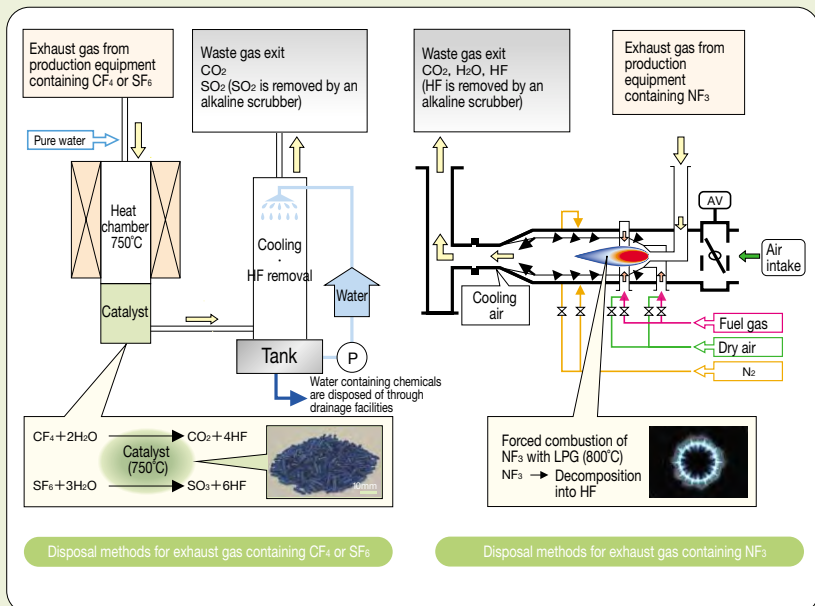 Exhaust gas from
production equipment
containing CF₄ or SF₆
Pure water
Heat
chamber
750℃
Catalyst
Waste gas exit
CO₂
SO₂ (SO₂ is removed by an
alkaline scrubber)
Cooling
・
HF removal
Water
Tank
P
Water containing chemicals
are disposed of through
drainage facilities
CF₄+2H₂O
CO₂+4HF
Catalyst
(750℃)
SF₆+3H₂O
SO₃+6HF
10mm
Disposal methods for exhaust gas containing CF₄ or SF₆
Waste gas exit
CO₂, H₂O, HF
(HF is removed by an
alkaline scrubber)
Exhaust gas from
production
equipment
containing NF₃
AV
Air
intake
Cooling
air
Fuel gas
Dry air
N₂
Forced combustion of
NF₃ with LPG (800℃)
NF₃ → Decomposition
into HF
Disposal methods for exhaust gas containing NF₃